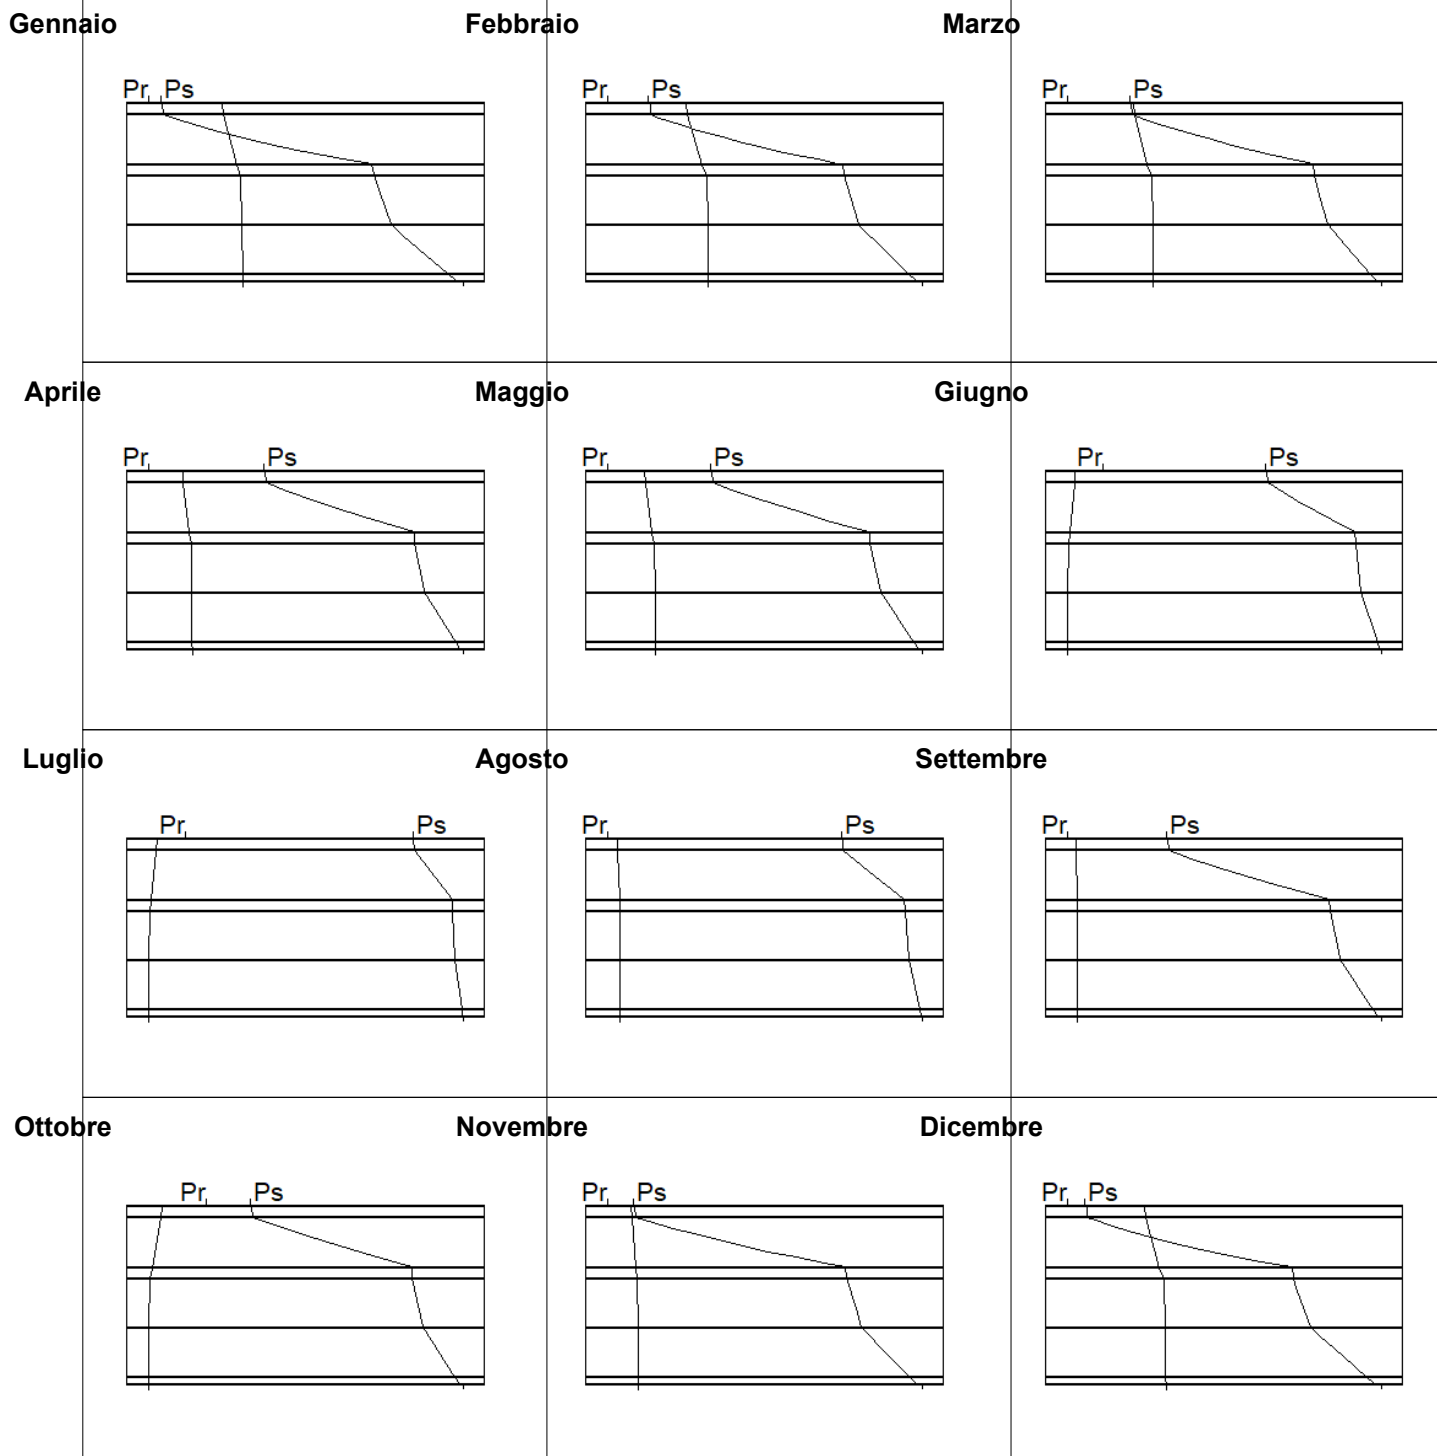 Gennaio Febbraio Marzo
Pr Ps Pr Ps Pr Ps
Aprile Maggio Giugno
Pr Ps Pr Ps Pr Ps
Luglio Agosto Settembre
Pr Ps Pr Ps Pr Ps
Ottobre Novembre Dicembre
Pr Ps Pr Ps Pr Ps